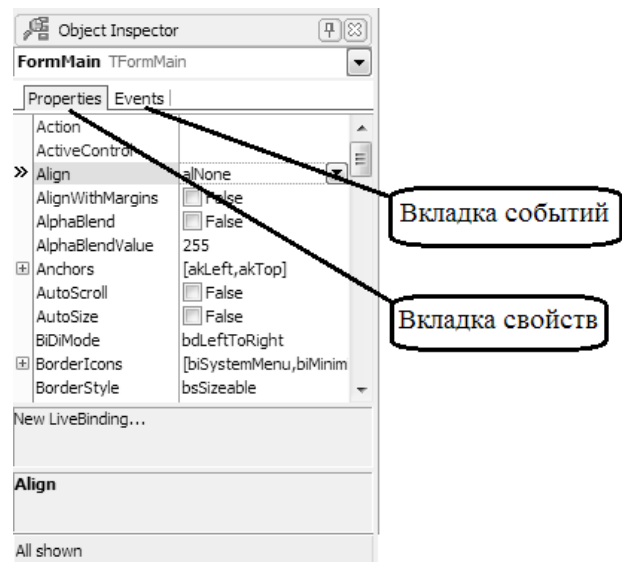 Object Inspector
FormMain TFormMain
Properties Events
Action
ActiveControl
Align alNone
AlignWithMargins False
AlphaBlend False
AlphaBlendValue 255
Anchors [akLeft,akTop]
AutoScroll False
AutoSize False
BiDiMode bdLeftToRight
BorderIcons [biSystemMenu,biMinim
BorderStyle bsSizeable
New LiveBinding...
Align
All shown
Вкладка событий
Вкладка свойств